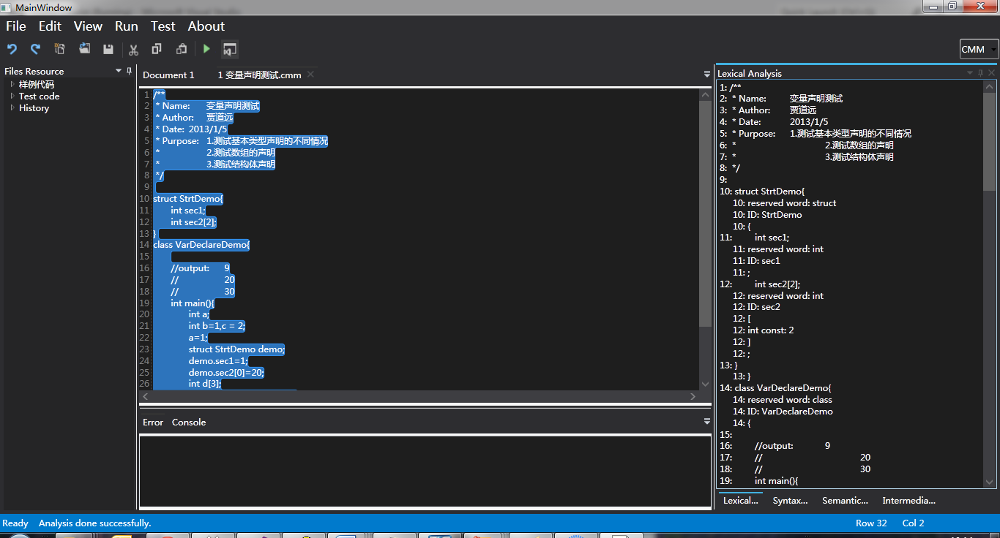 MainWindow
File Edit View Run Test About
CMM
Files Resource
样例代码
Test code
History
Document 1 1 变量声明测试.cmm
1 /**
2 * Name: 变量声明测试
3 * Author: 贾道远
4 * Date: 2013/1/5
5 * Purpose: 1.测试基本类型声明的不同情况
6 * 2.测试数组的声明
7 * 3.测试结构体声明
8 */
9
10 struct StrtDemo{
11 int sec1;
12 int sec2[2];
13 }
14 class VarDeclareDemo{
15
16 //output: 9
17 // 20
18 // 30
19 int main(){
20 int a;
21 int b=1,c = 2;
22 a=1;
23 struct StrtDemo demo;
24 demo.sec1=1;
25 demo.sec2[0]=20;
26 int d[3];
Error Console
Lexical Analysis
1: /**
2: * Name: 变量声明测试
3: * Author: 贾道远
4: * Date: 2013/1/5
5: * Purpose: 1.测试基本类型声明的不同情况
6: * 2.测试数组的声明
7: * 3.测试结构体声明
8: */
9:
10: struct StrtDemo{
10: reserved word: struct
10: ID: StrtDemo
10: {
11: int sec1;
11: reserved word: int
11: ID: sec1
11: ;
12: int sec2[2];
12: reserved word: int
12: ID: sec2
12: [
12: int const: 2
12: ]
12: ;
13: }
13: }
14: class VarDeclareDemo{
14: reserved word: class
14: ID: VarDeclareDemo
14: {
15:
16: //output: 9
17: // 20
18: // 30
19: int main(){
Lexical... Syntax... Semantic... Intermedia...
Ready Analysis done successfully. Row 32 Col 2